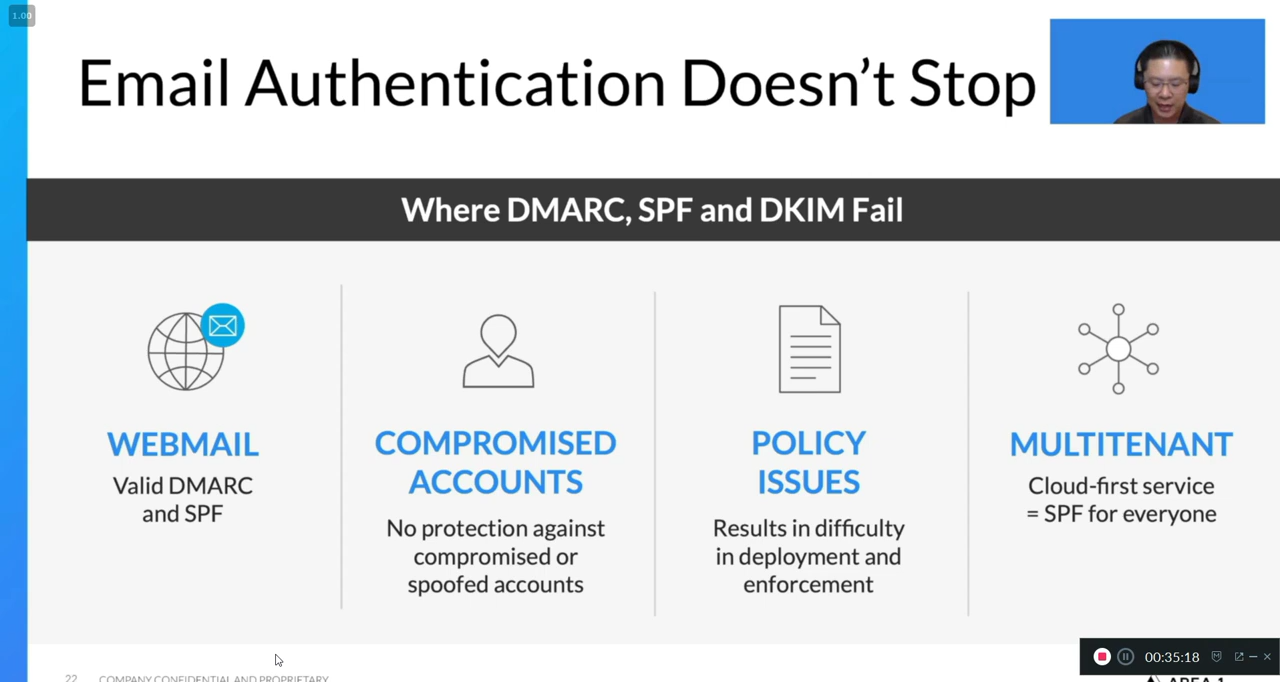 1.00
Email Authentication Doesn’t Stop
Where DMARC, SPF and DKIM Fail
WEBMAIL
Valid DMARC
and SPF
COMPROMISED
ACCOUNTS
No protection against
compromised or
spoofed accounts
POLICY
ISSUES
Results in difficulty
in deployment and
enforcement
MULTITENANT
Cloud-first service
= SPF for everyone
00:35:18
22 COMPANY CONFIDENTIAL AND PROPRIETARY
AREA 1